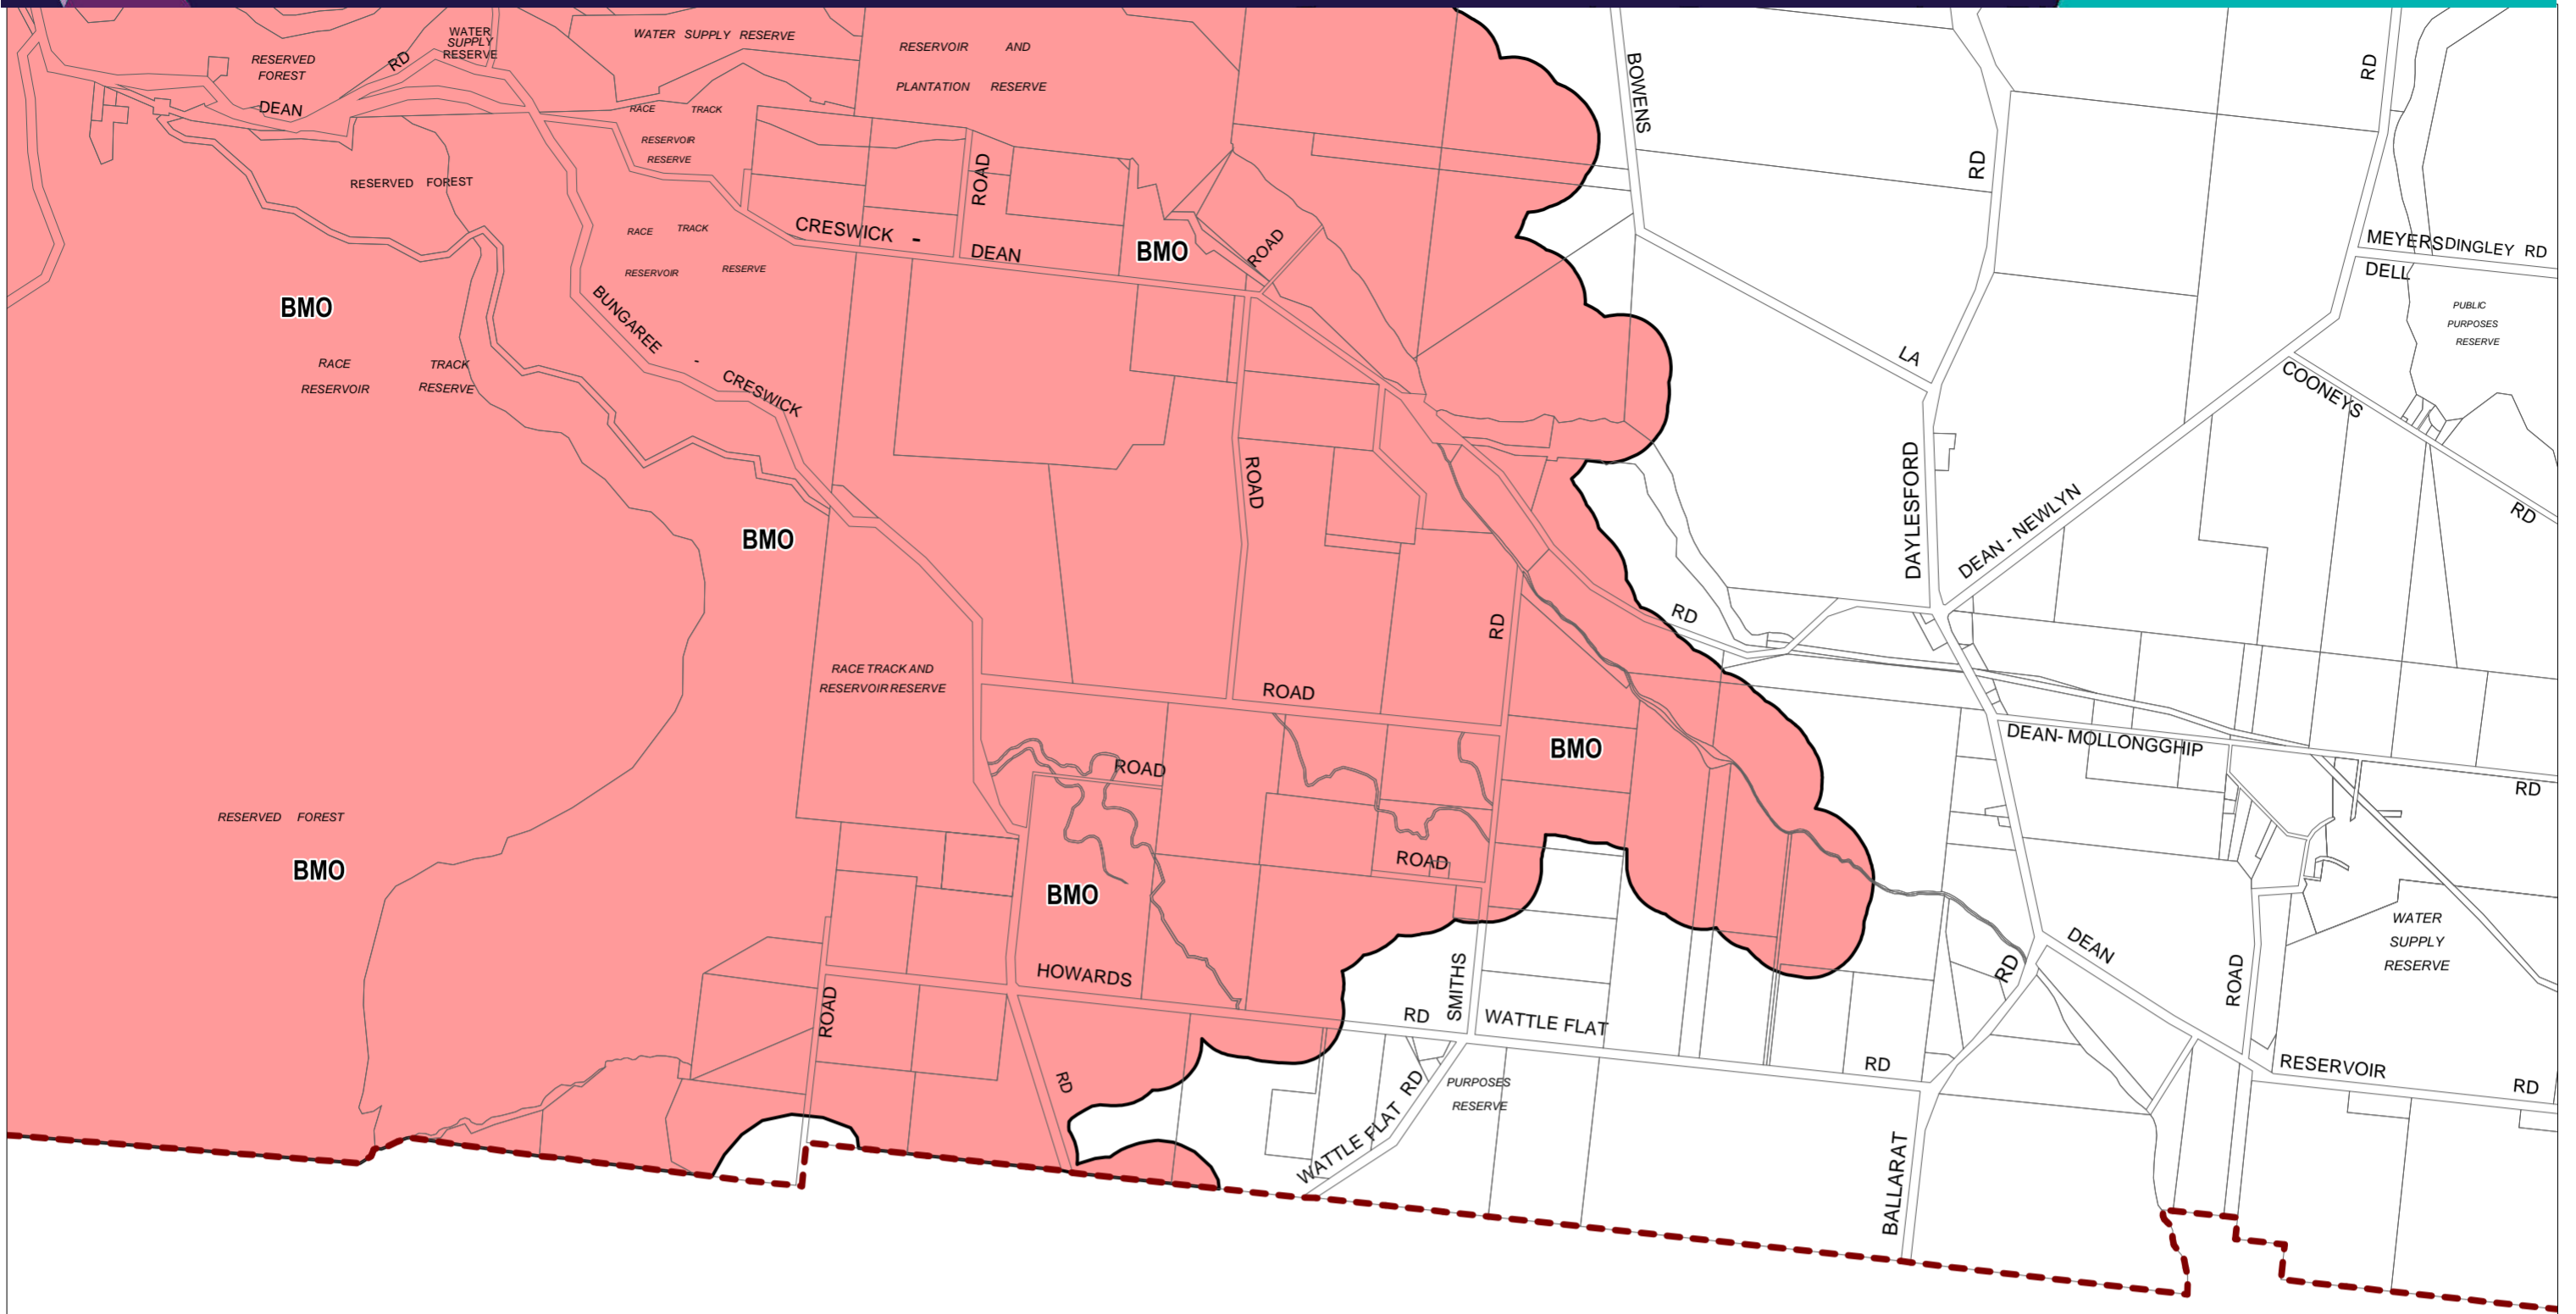 WATER
SUPPLY
RESERVE
WATER SUPPLY RESERVE
RESERVOIR AND
PLANTATION RESERVE
RESERVED
FOREST
RD
DEAN
RACE TRACK
RESERVOIR
RESERVE
BOWENS
RD
RD
RESERVED FOREST
ROAD
CRESWICK -
DEAN
RACE TRACK
RESERVOIR RESERVE
BMO
ROAD
MEYERS
DINGLEY RD
DELL
PUBLIC
PURPOSES
RESERVE
BMO
BUNGAREE - CRESWICK
RACE TRACK
RESERVOIR RESERVE
LA
COONEYS
RD
ROAD
DAYLESFORD
DEAN - NEWLYN
BMO
RD
RD
RACE TRACK AND
RESERVOIR RESERVE
ROAD
BMO
DEAN- MOLLONGGHIP
RD
ROAD
RESERVED FOREST
BMO
ROAD
BMO
WATER
SUPPLY
RESERVE
HOWARDS
ROAD
RD
SMITHS
WATTLE FLAT
RD
RD
DEAN
ROAD
RESERVOIR
RD
RD
PURPOSES
RESERVE
WATTLE FLAT RD
BALLARAT